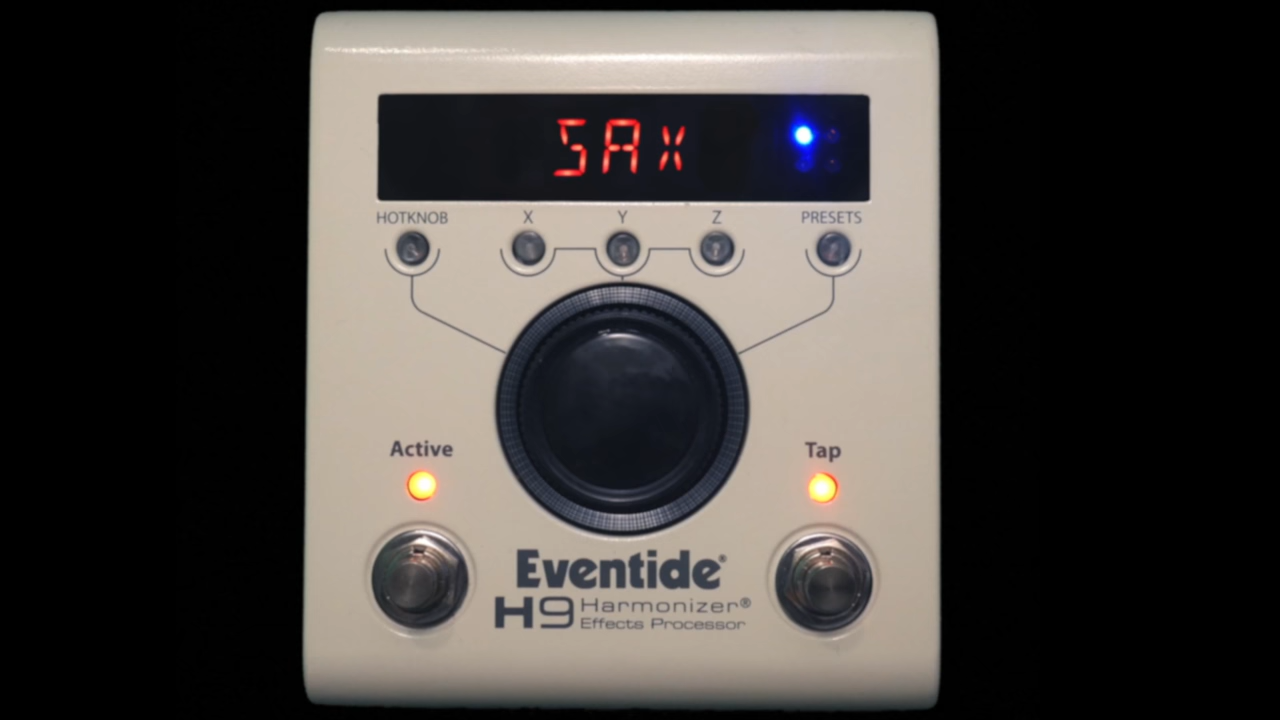 SAX
HOTKNOB X Y Z PRESETS
Active Tap
Eventide®
H9 Harmonizer®
Effects Processor